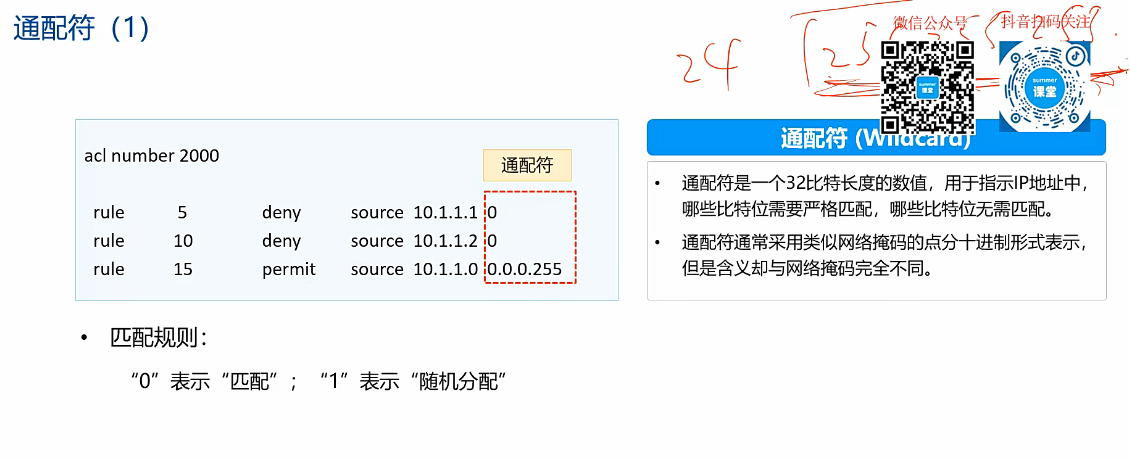 通配符（1）
微信公众号
抖音扫码关注
24
summer
课堂
summer
课堂
acl number 2000
通配符
rule 5 deny source 10.1.1.1 0
rule 10 deny source 10.1.1.2 0
rule 15 permit source 10.1.1.0 0.0.0.255
通配符 (Wildcard)
• 通配符是一个32比特长度的数值，用于指示IP地址中，
哪些比特位需要严格匹配，哪些比特位无需匹配。
• 通配符通常采用类似网络掩码的点分十进制形式表示，
但是含义却与网络掩码完全不同。
• 匹配规则：
“0”表示“匹配”；“1”表示“随机分配”